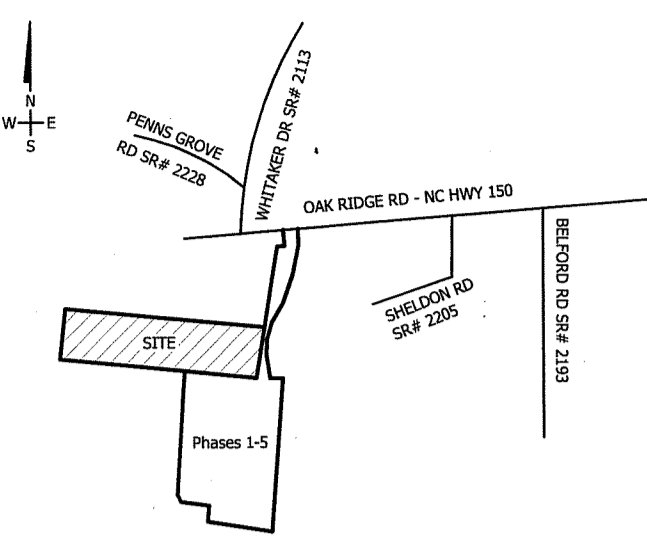 N
W E
S
PENNS GROVE
RD SR# 2228
WHITAKER DR SR# 2113
OAK RIDGE RD - NC HWY 150
SHELDON RD
SR# 2205
BELFORD RD SR# 2193
SITE
Phases 1-5